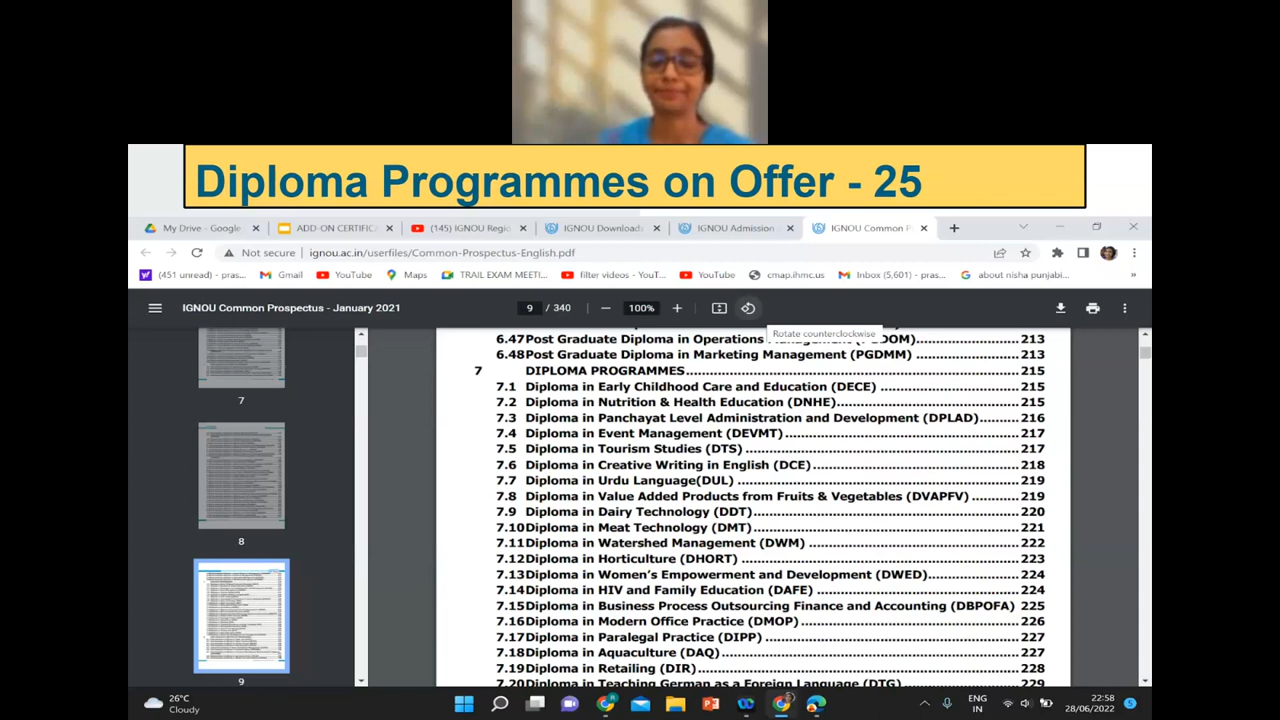 Diploma Programmes on Offer - 25
My Drive - Google
ADD-ON CERTIFIC
(145) IGNOU Regio
IGNOU Downloads
IGNOU Admission
IGNOU Common P
Not secure
ignou.ac.in/userfiles/Common-Prospectus-English.pdf
(451 unread) - pras...
Gmail
YouTube
Maps
TRAIL EXAM MEETI...
filter videos - YouT...
YouTube
cmap.ihmc.us
Inbox (5,601) - pras...
about nisha punjabi...
»
IGNOU Common Prospectus - January 2021
9 / 340
100%
Rotate counterclockwise
6.47 Post Graduate Diploma in Operations 213
6.48 Post Graduate Diploma in Marketing Management (PGDMM) 213
7 DIPLOMA PROGRAMMES 215
7.1 Diploma in Early Childhood Care and Education (DECE) 215
7.2 Diploma in Nutrition & Health Education (DNHE) 215
7.3 Diploma in Panchayat Level Administration and Development (DPLAD) 216
7.4 Diploma in Event Management (DEVMT) 217
7.5 Diploma in Tourism Studies (DTS) 217
7.6 Diploma in Creative Writing in English (DCE) 218
7.7 Diploma in Urdu Language(DUL) 219
7.8 Diploma in Value Added Products from Fruits & Vegetables (DVAPFV) 219
7.9 Diploma in Dairy Technology (DDT) 220
7.10 Diploma in Meat Technology (DMT) 221
7.11 Diploma in Watershed Management (DWM) 222
7.12 Diploma in Horticulture (DHORT) 223
7.13 Diploma in Women's Empowerment and Development (DWED) 224
7.14 Diploma in HIV and Family Education (DAFE) 224
7.15 Diploma in Business Process Outsourcing Finance and Accounting (DBPOFA) 225
7.16 Diploma in Modern Office Practice (DMOP) 226
7.17 Diploma in Paralegal Practice (DIPP) 227
7.18 Diploma in Aquaculture (DAQ) 227
7.19 Diploma in Retailing (DIR) 228
7.20 Diploma in Teaching German as a Foreign Language (DTG) 229
7
8
9
26°C
Cloudy
ENG
IN
22:58
28/06/2022